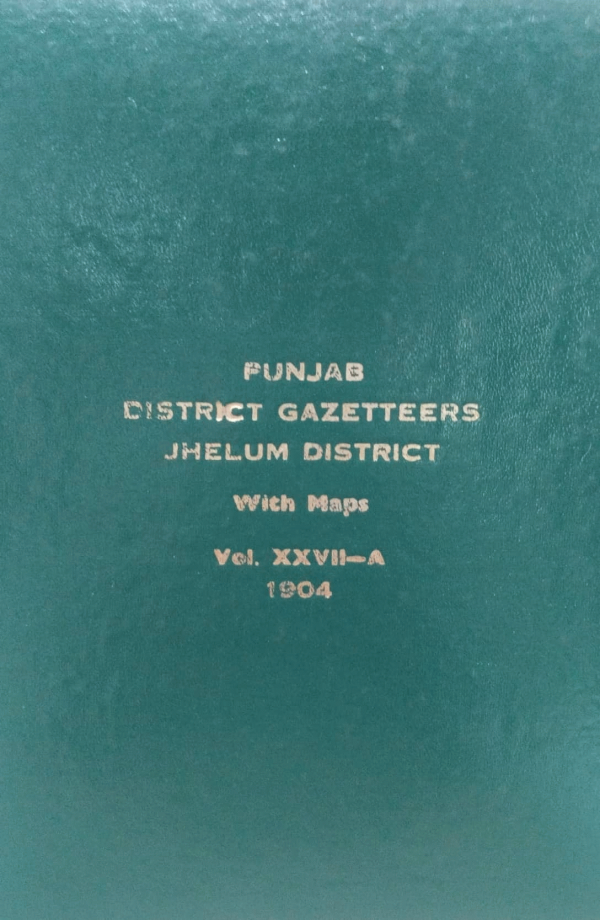 PUNJAB
DISTRICT GAZETTEERS
JHELUM DISTRICT
With Maps
Vol. XXVII—A
1904